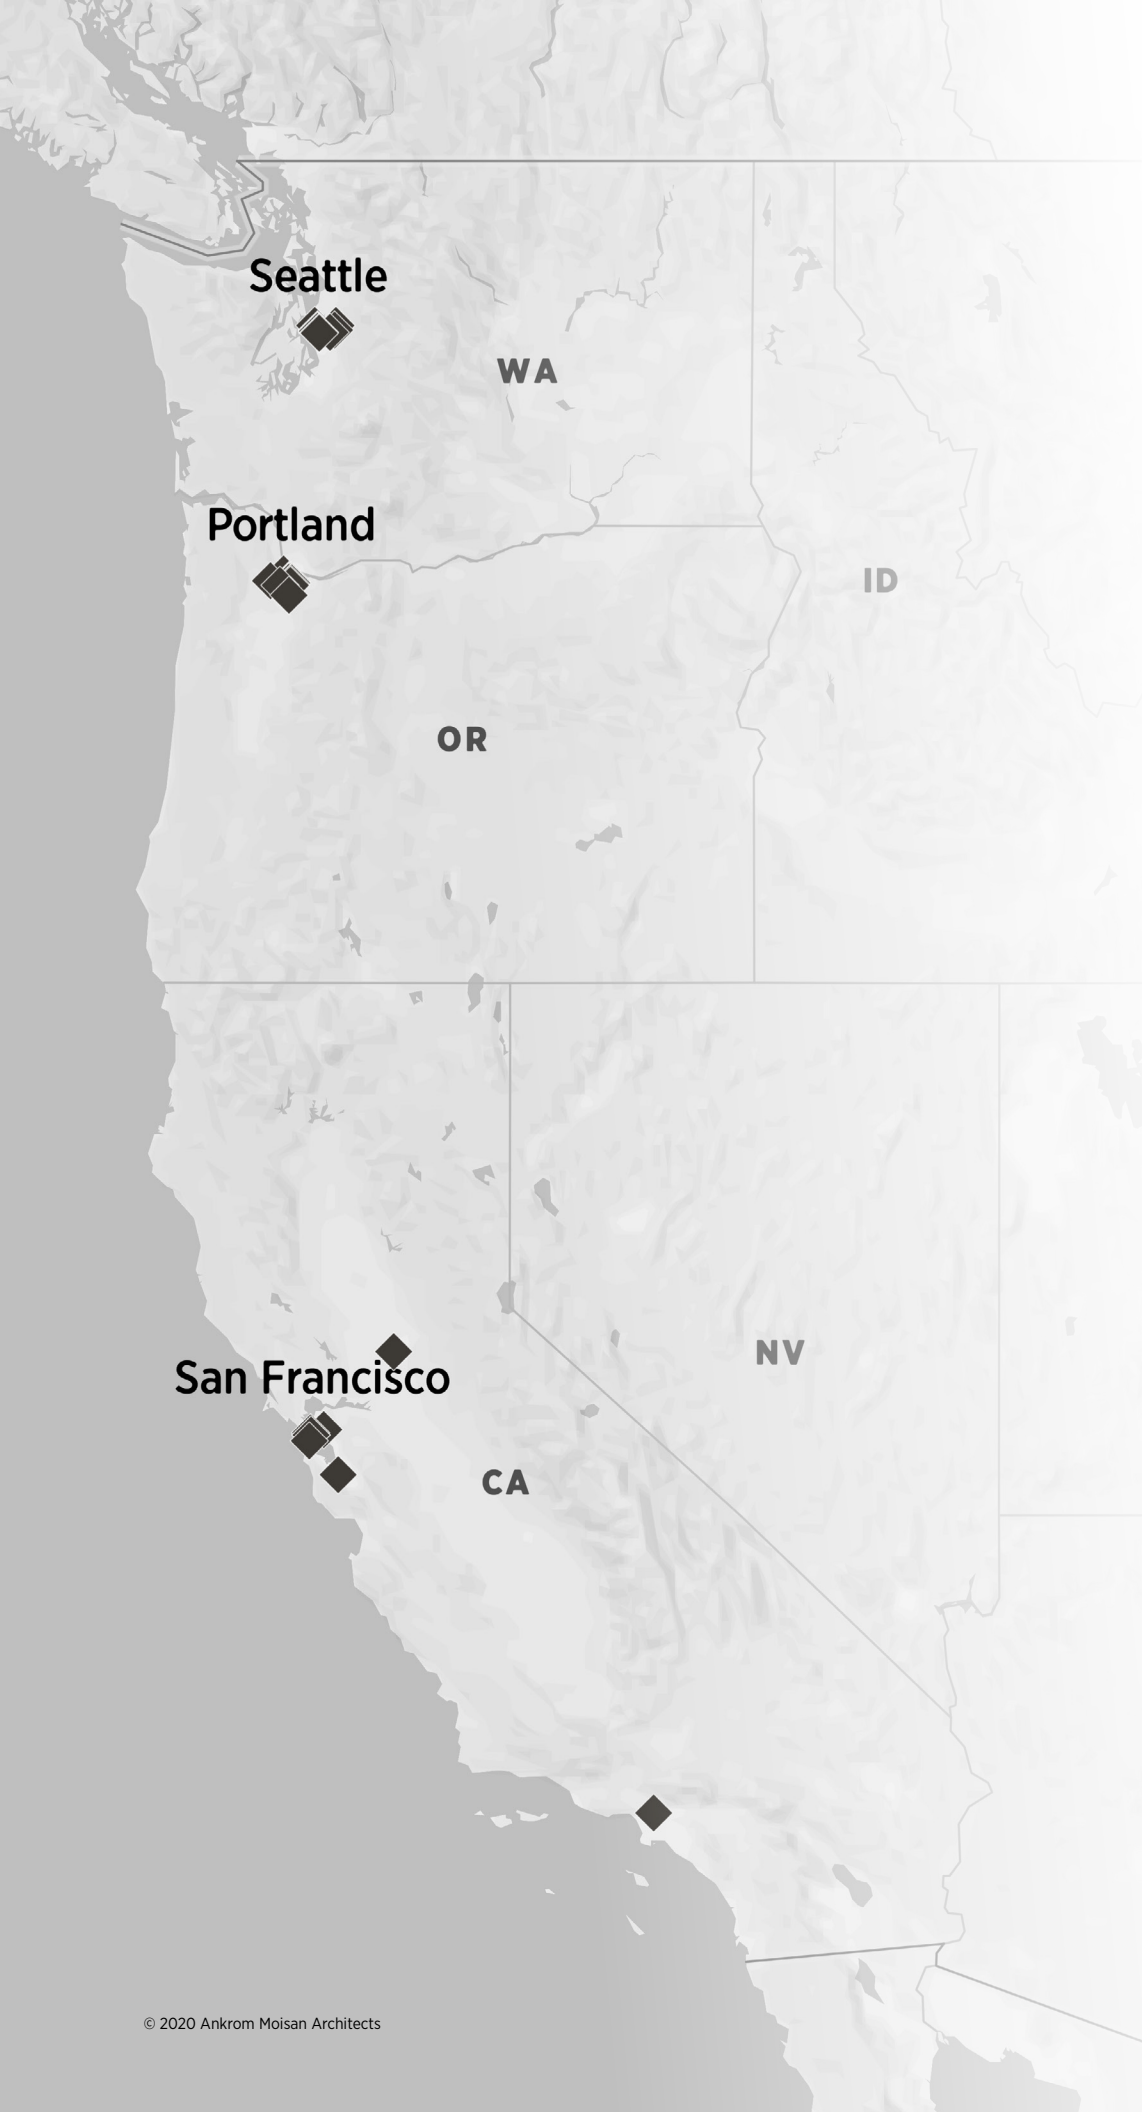 Seattle
WA
Portland
ID
OR
NV
San Francisco
CA
© 2020 Ankrom Moisan Architects